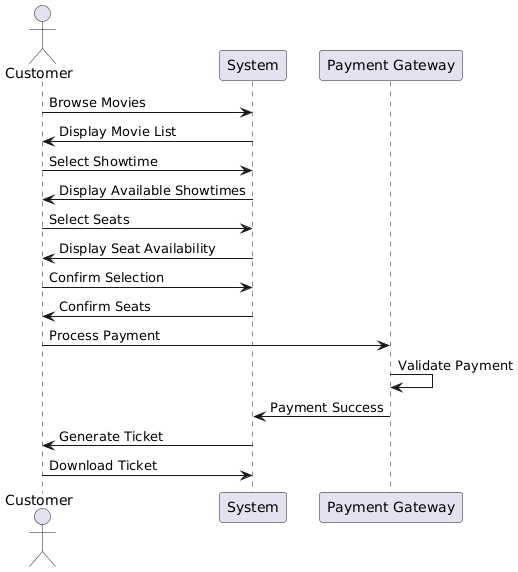 Customer
System
Payment Gateway
Browse Movies
Display Movie List
Select Showtime
Display Available Showtimes
Select Seats
Display Seat Availability
Confirm Selection
Confirm Seats
Process Payment
Validate Payment
Payment Success
Generate Ticket
Download Ticket
Customer
System
Payment Gateway